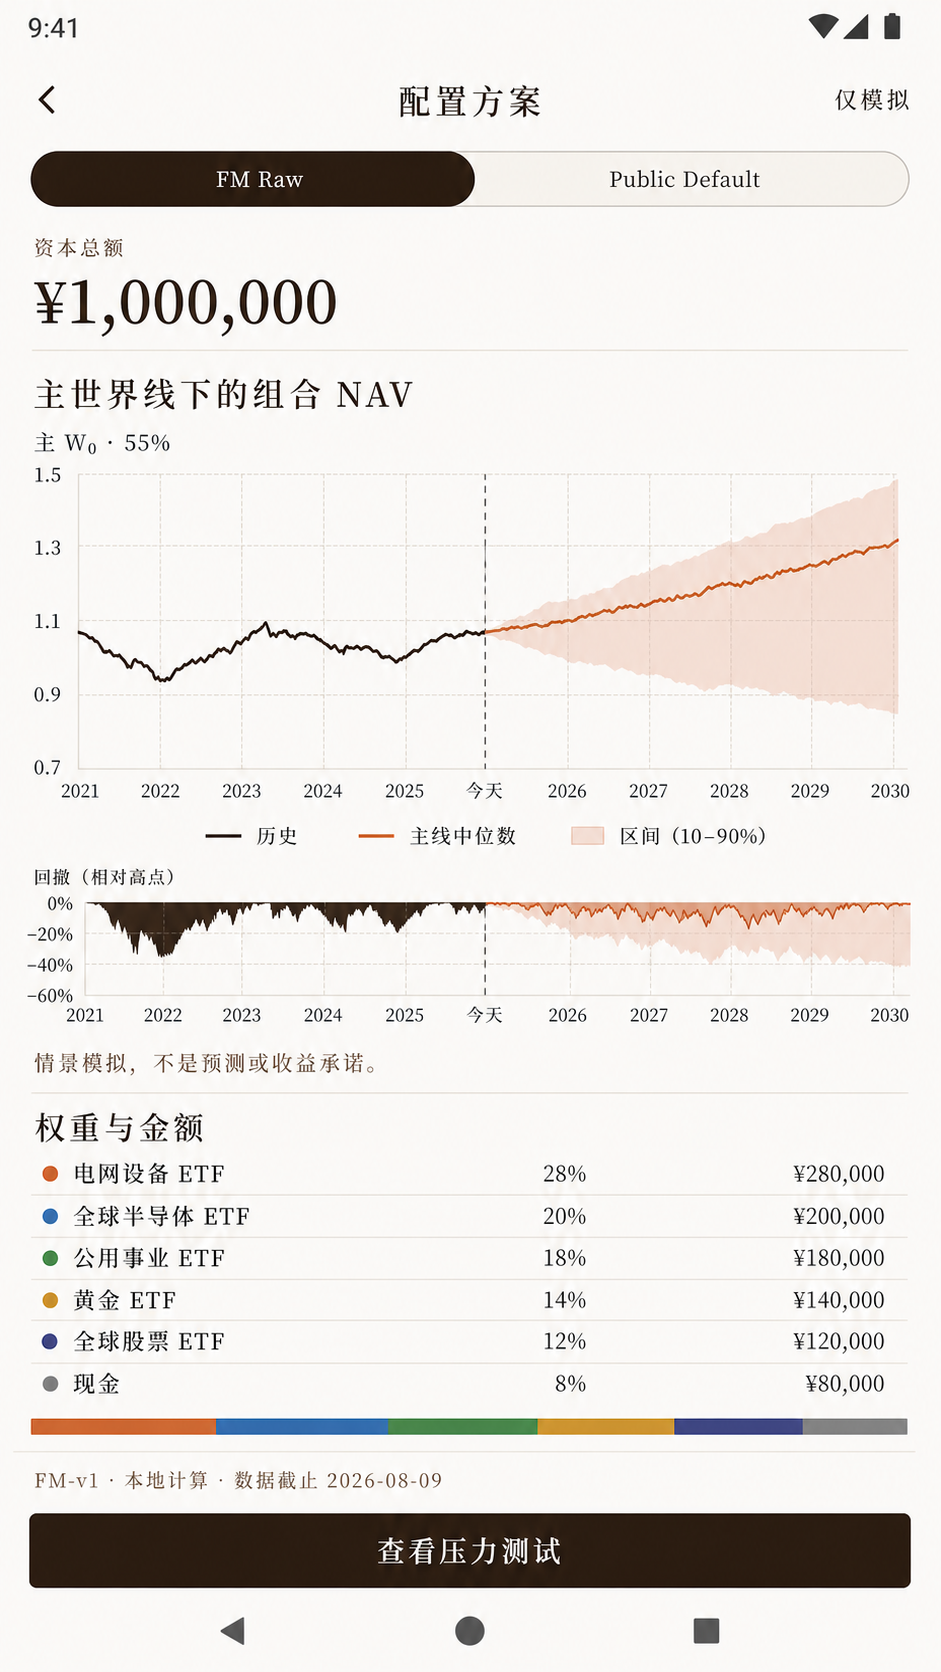 9:41
配置方案
仅模拟
FM Raw
Public Default
资本总额
¥1,000,000
主世界线下的组合 NAV
主 W₀ · 55%
1.5
1.3
1.1
0.9
0.7
2021 2022 2023 2024 2025 今天 2026 2027 2028 2029 2030
历史 主线中位数 区间（10–90%）
回撤（相对高点）
0%
−20%
−40%
−60%
2021 2022 2023 2024 2025 今天 2026 2027 2028 2029 2030
情景模拟，不是预测或收益承诺。
权重与金额
电网设备 ETF 28% ¥280,000
全球半导体 ETF 20% ¥200,000
公用事业 ETF 18% ¥180,000
黄金 ETF 14% ¥140,000
全球股票 ETF 12% ¥120,000
现金 8% ¥80,000
FM-v1 · 本地计算 · 数据截止 2026-08-09
查看压力测试